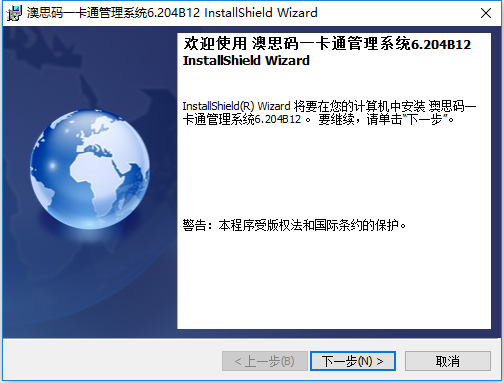 澳思码一卡通管理系统6.204B12 InstallShield Wizard
欢迎使用 澳思码一卡通管理系统6.204B12
InstallShield Wizard
InstallShield(R) Wizard 将要在您的计算机中安装 澳思码一
卡通管理系统6.204B12 。 要继续，请单击“下一步”。
警告：本程序受版权法和国际条约的保护。
< 上一步(B)
下一步(N) >
取消